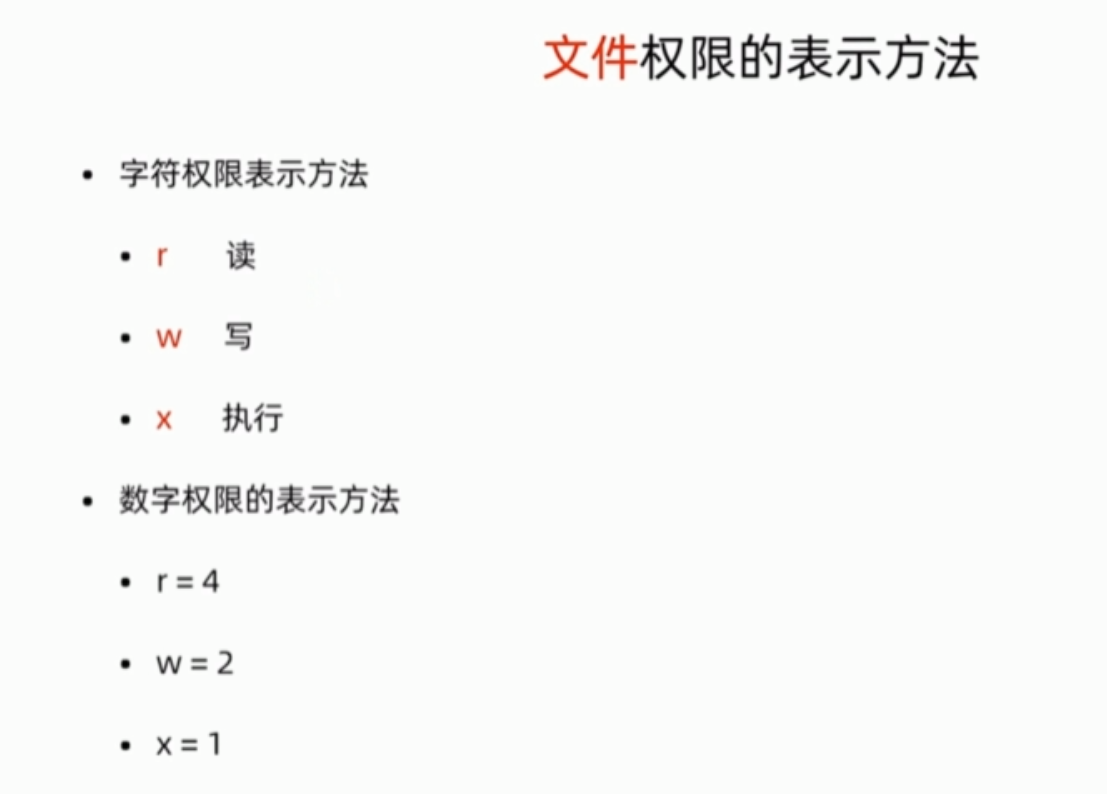 文件权限的表示方法
• 字符权限表示方法
• r 读
• w 写
• x 执行
• 数字权限的表示方法
• r = 4
• w = 2
• x = 1